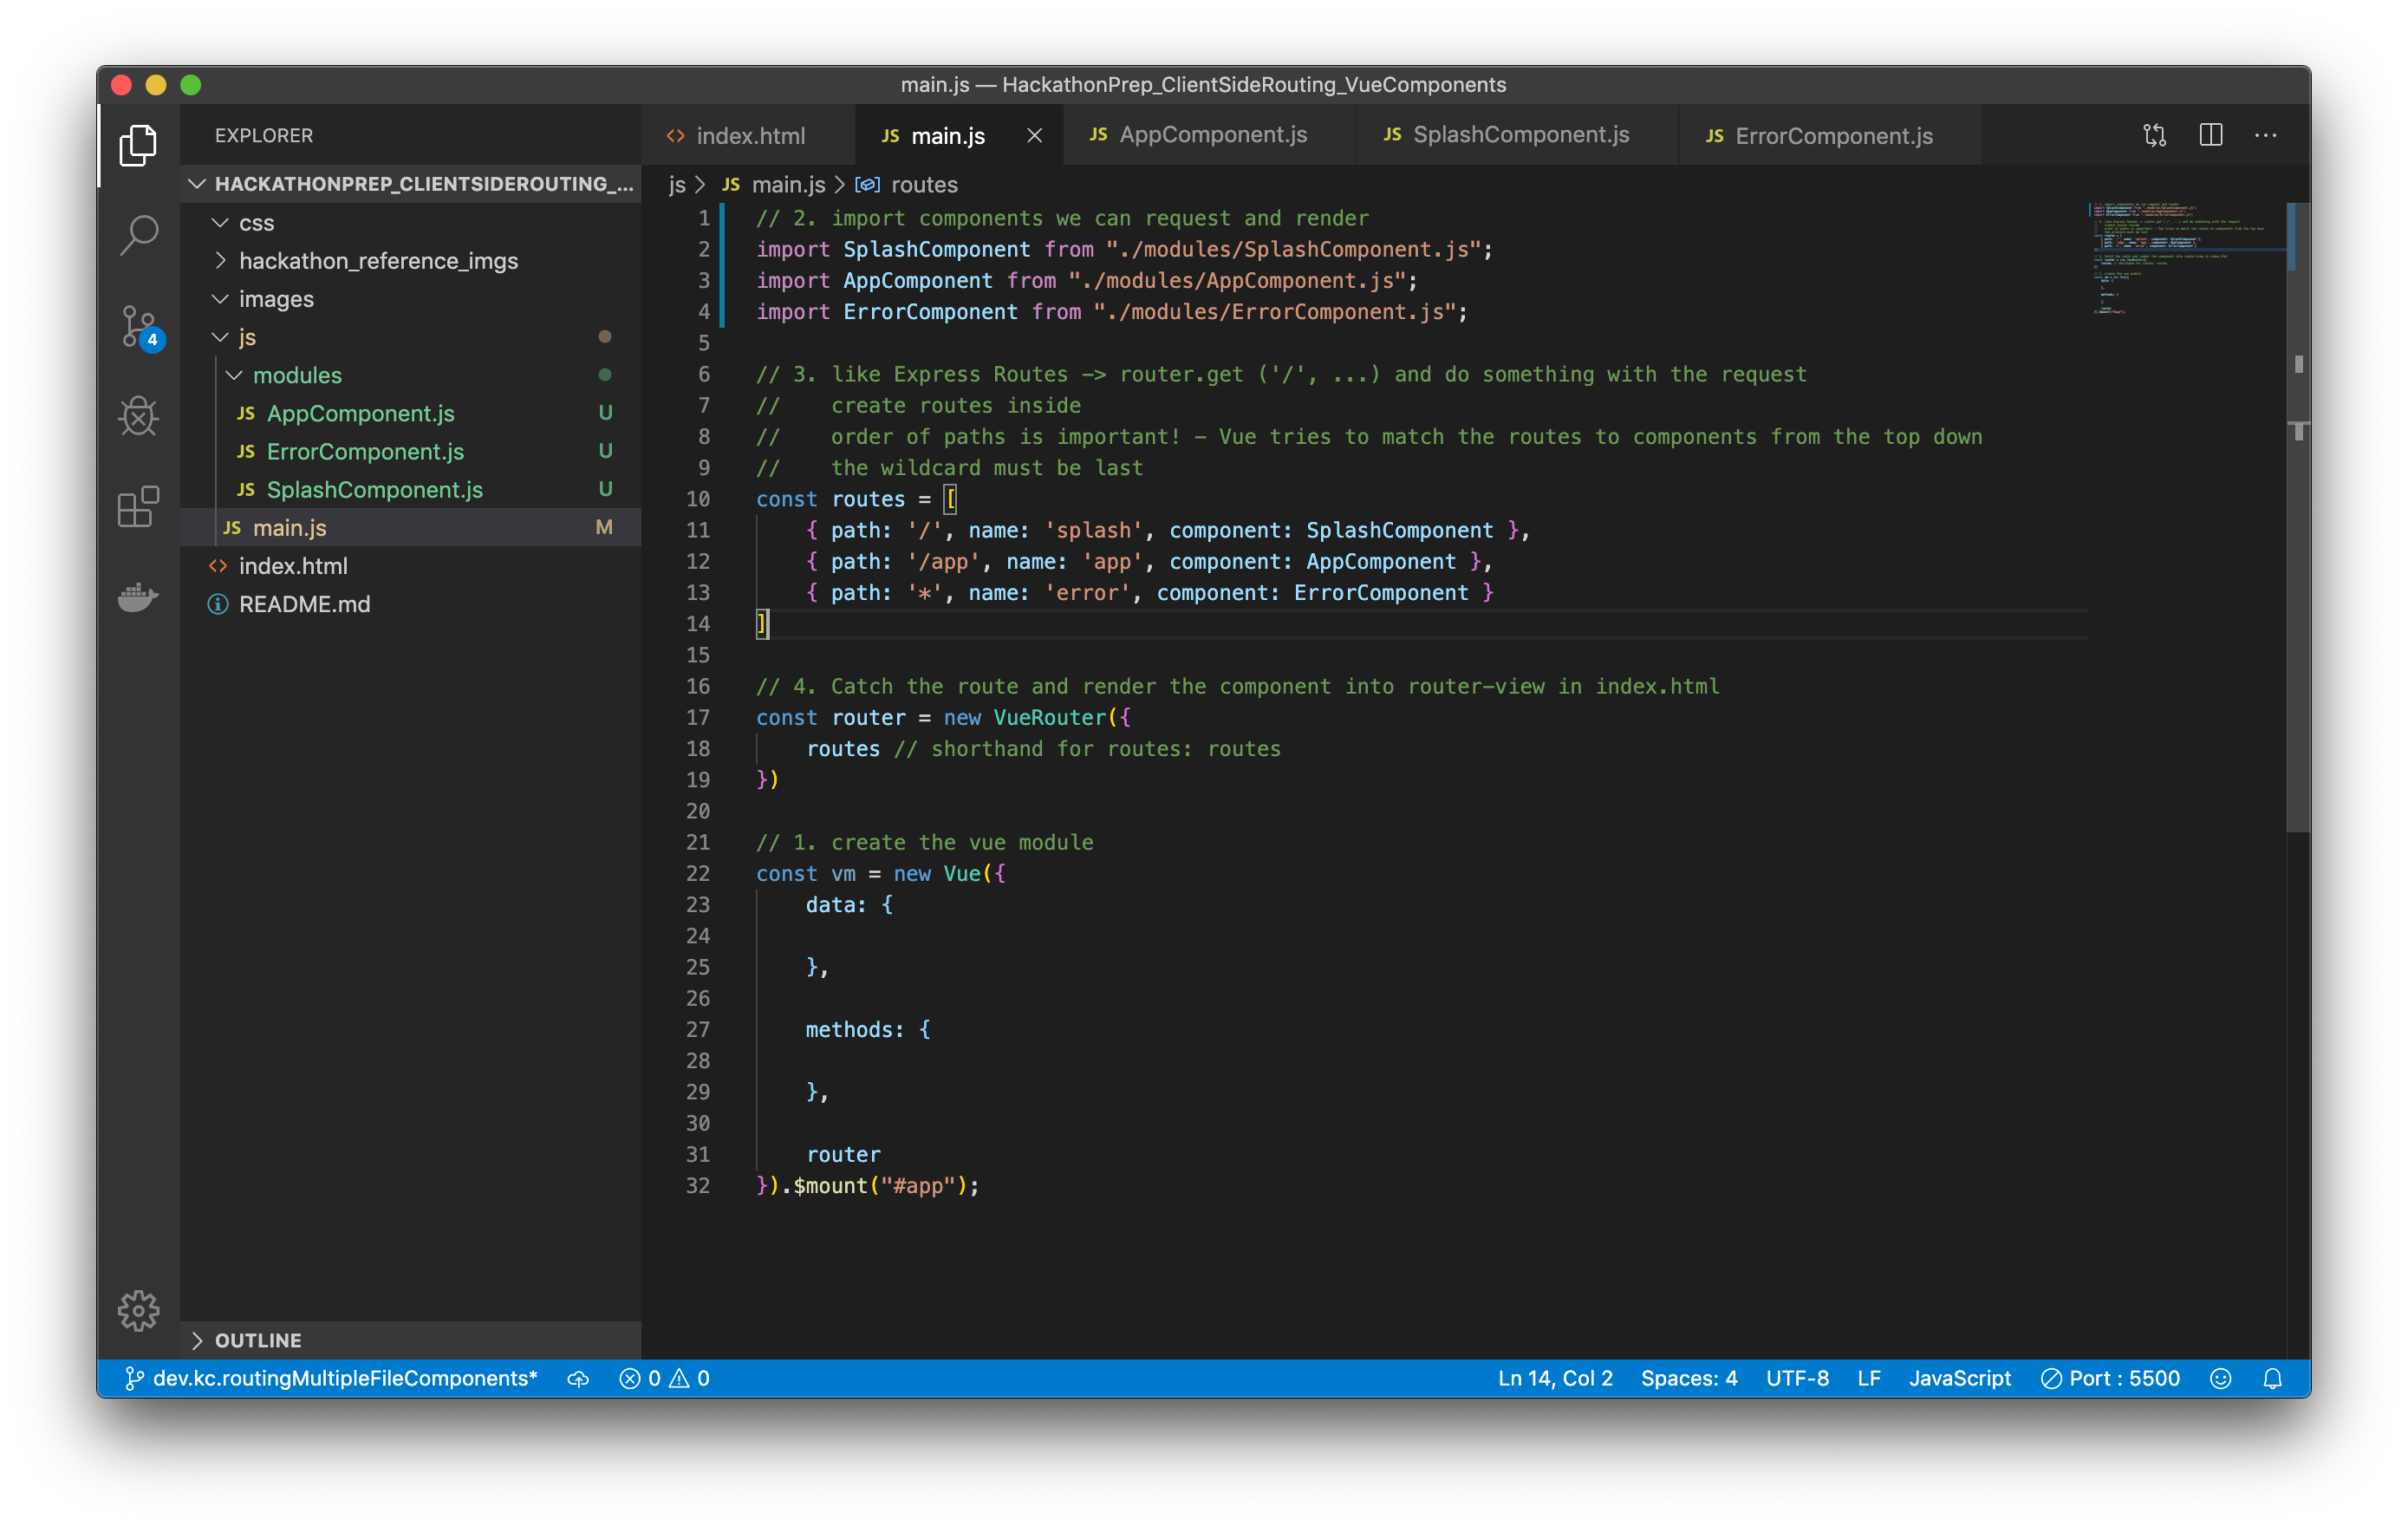 main.js — HackathonPrep_ClientSideRouting_VueComponents
EXPLORER
HACKATHONPREP_CLIENTSIDEROUTING_...
css
hackathon_reference_imgs
images
js
modules
JS AppComponent.js U
JS ErrorComponent.js U
JS SplashComponent.js U
JS main.js M
<> index.html
README.md
OUTLINE
4
<> index.html
JS main.js
JS AppComponent.js
JS SplashComponent.js
JS ErrorComponent.js
js > JS main.js > routes
1 // 2. import components we can request and render
2 import SplashComponent from "./modules/SplashComponent.js";
3 import AppComponent from "./modules/AppComponent.js";
4 import ErrorComponent from "./modules/ErrorComponent.js";
5
6 // 3. like Express Routes -> router.get ('/', ...) and do something with the request
7 //    create routes inside
8 //    order of paths is important! - Vue tries to match the routes to components from the top down
9 //    the wildcard must be last
10 const routes = [
11     { path: '/', name: 'splash', component: SplashComponent },
12     { path: '/app', name: 'app', component: AppComponent },
13     { path: '*', name: 'error', component: ErrorComponent }
14 ]
15
16 // 4. Catch the route and render the component into router-view in index.html
17 const router = new VueRouter({
18     routes // shorthand for routes: routes
19 })
20
21 // 1. create the vue module
22 const vm = new Vue({
23     data: {
24
25     },
26
27     methods: {
28
29     },
30
31     router
32 }).$mount("#app");
dev.kc.routingMultipleFileComponents*
0 0
Ln 14, Col 2
Spaces: 4
UTF-8
LF
JavaScript
Port : 5500